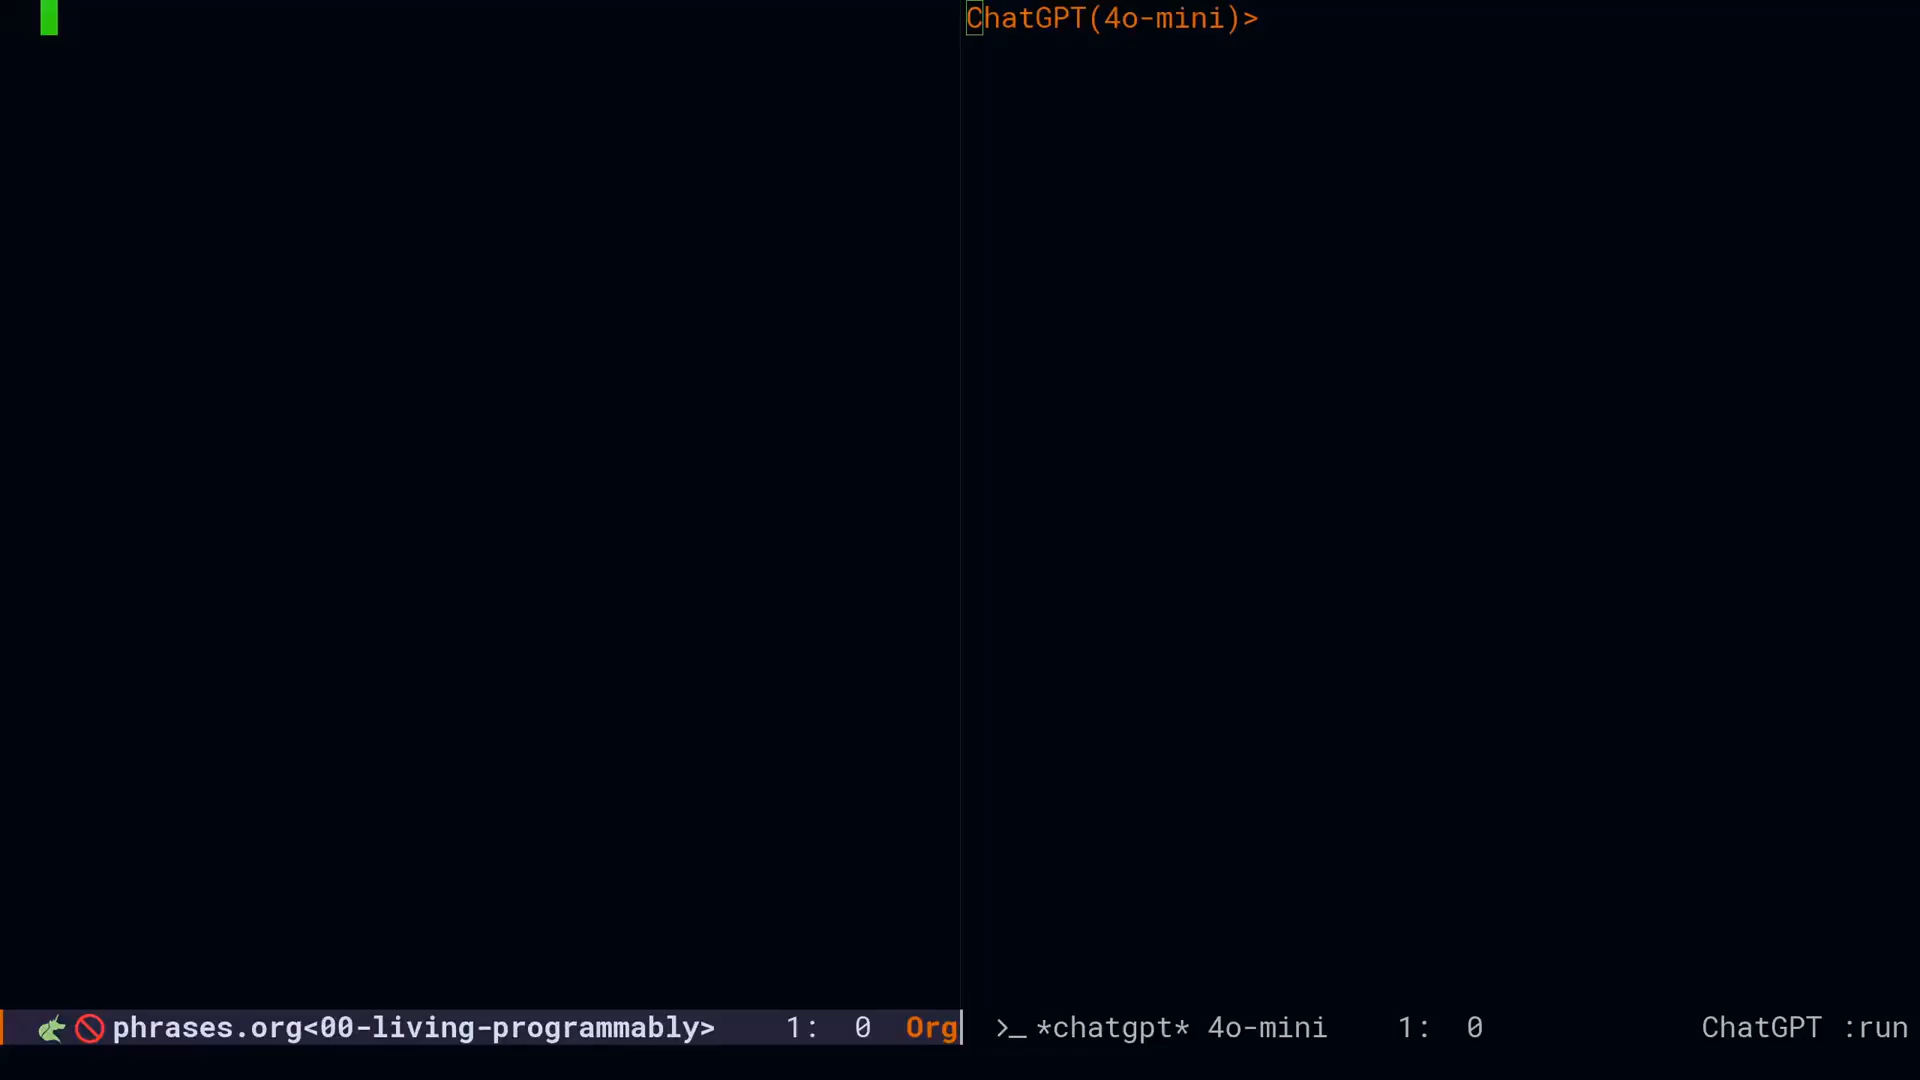 ChatGPT(4o-mini)>
phrases.org<00-living-programmably> 1: 0 Org
>_ *chatgpt* 4o-mini 1: 0 ChatGPT :run